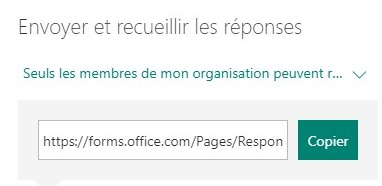 Envoyer et recueillir les réponses
Seuls les membres de mon organisation peuvent r...
https://forms.office.com/Pages/Respon
Copier